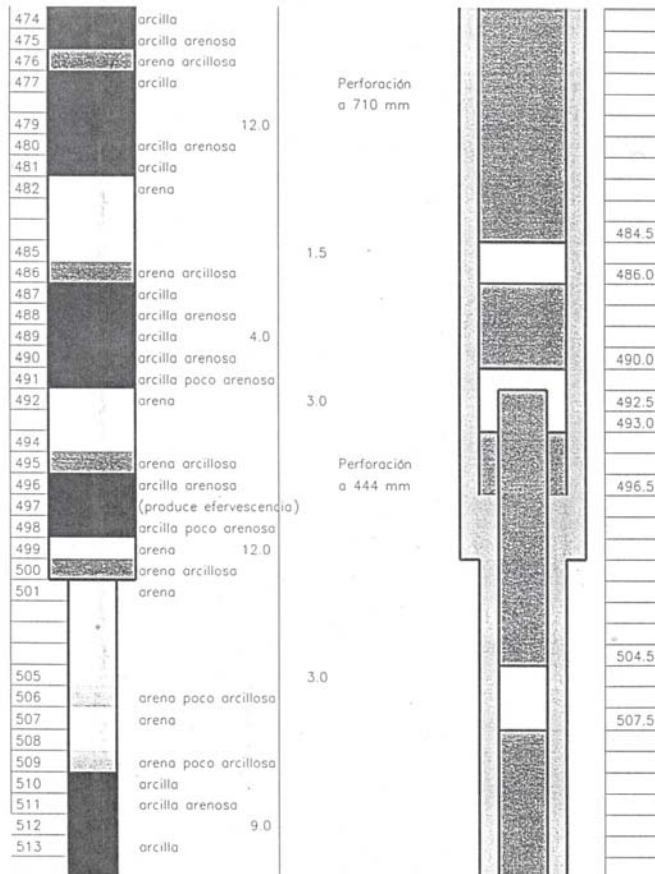 474 arcilla
475 arcilla arenosa
476 arena arcillosa
477 arcilla
Perforación
a 710 mm
479 12.0
480 arcilla arenosa
481 arcilla
482 arena
484.5
485 1.5
486 arena arcillosa 486.0
487 arcilla
488 arcilla arenosa
489 arcilla 4.0
490 arcilla arenosa 490.0
491 arcilla poco arenosa
492 arena 3.0 492.5
493.0
494
495 arena arcillosa
Perforación
a 444 mm
496 arcilla arenosa 496.5
497 (produce efervescencia)
498 arcilla poco arenosa
499 arena 12.0
500 arena arcillosa
501 arena
504.5
505 3.0
506 arena poco arcillosa
507 arena 507.5
508
509 arena poco arcillosa
510 arcilla
511 arcilla arenosa
512 9.0
513 arcilla